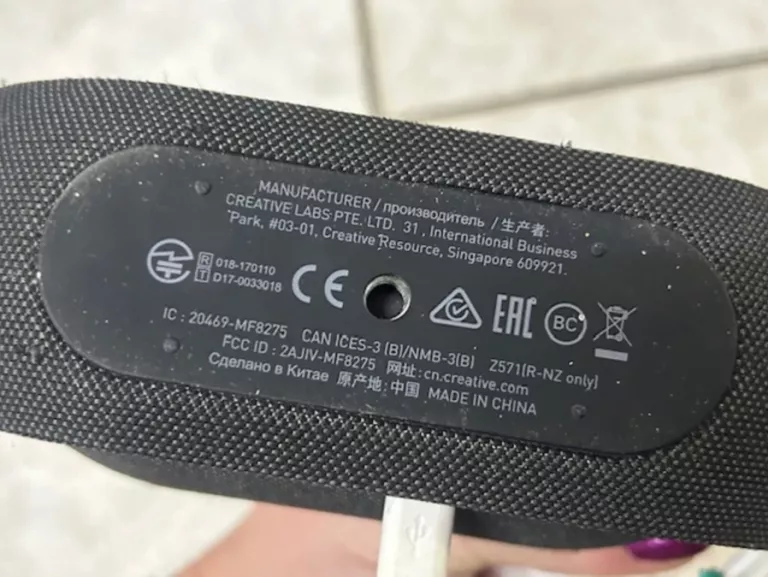 MANUFACTURER / производитель / 生产者:
CREATIVE LABS PTE. LTD. 31, International Business
Park, #03-01, Creative Resource, Singapore 609921.
R 018-170110
T D17-0033018
CE
EAC
BC
IC : 20469-MF8275 CAN ICES-3 (B)/NMB-3(B) Z571(R-NZ only)
FCC ID : 2AJIV-MF8275 网址: cn.creative.com
Сделано в Китае 原产地: 中国 MADE IN CHINA